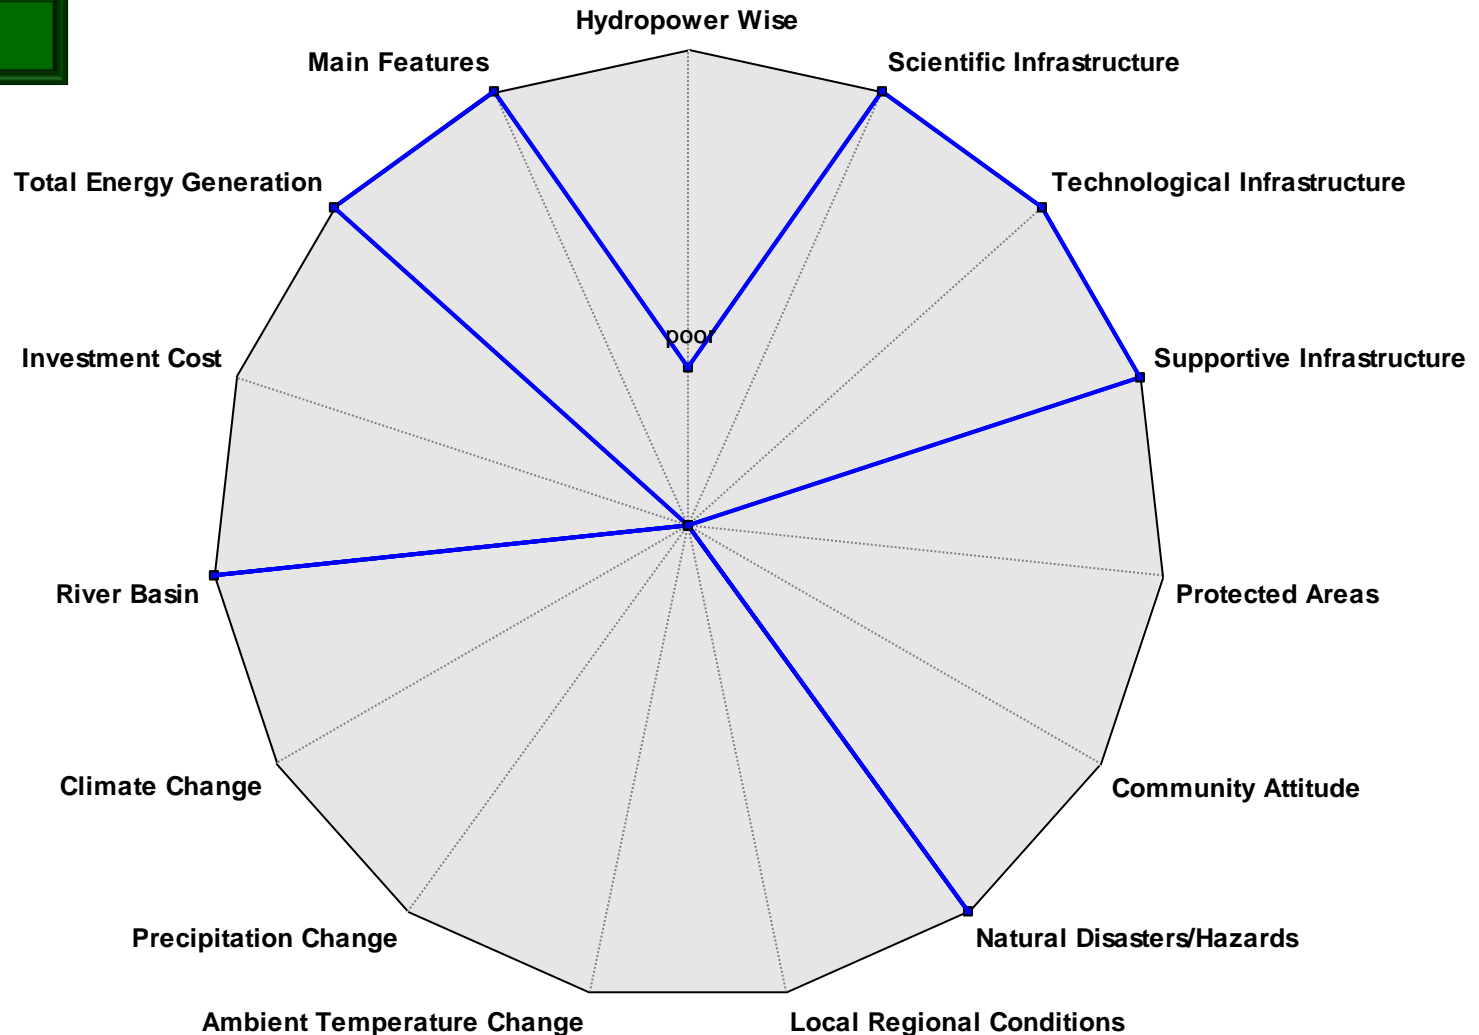 Hydropower Wise
Main Features
Scientific Infrastructure
Total Energy Generation
Technological Infrastructure
poor
Investment Cost
Supportive Infrastructure
River Basin
Protected Areas
Climate Change
Community Attitude
Precipitation Change
Natural Disasters/Hazards
Ambient Temperature Change
Local Regional Conditions